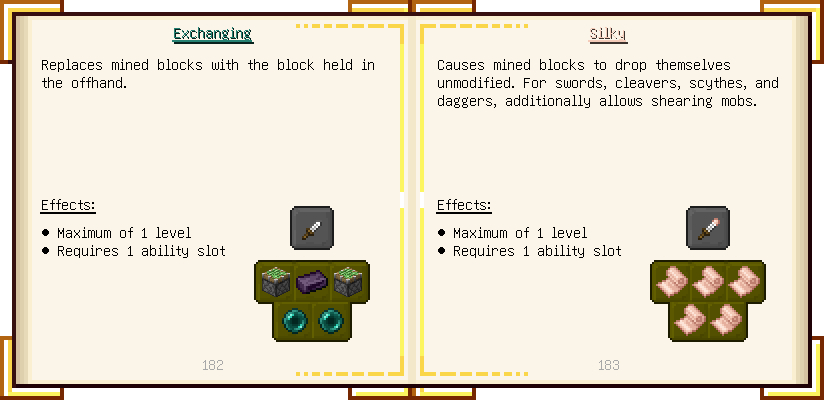 Exchanging
Replaces mined blocks with the block held in
the offhand.
Effects:
● Maximum of 1 level
● Requires 1 ability slot
182
Silky
Causes mined blocks to drop themselves
unmodified. For swords, cleavers, scythes, and
daggers, additionally allows shearing mobs.
Effects:
● Maximum of 1 level
● Requires 1 ability slot
183